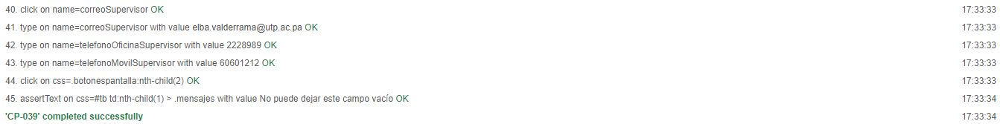 40. click on name=correoSupervisor OK 17:33:33
41. type on name=correoSupervisor with value elba.valderrama@utp.ac.pa OK 17:33:33
42. type on name=telefonoOficinaSupervisor with value 2228989 OK 17:33:33
43. type on name=telefonoMovilSupervisor with value 60601212 OK 17:33:33
44. click on css=.botonespantalla:nth-child(2) OK 17:33:33
45. assertText on css=#tb td:nth-child(1) > .mensajes with value No puede dejar este campo vacío OK 17:33:34
'CP-039' completed successfully 17:33:34